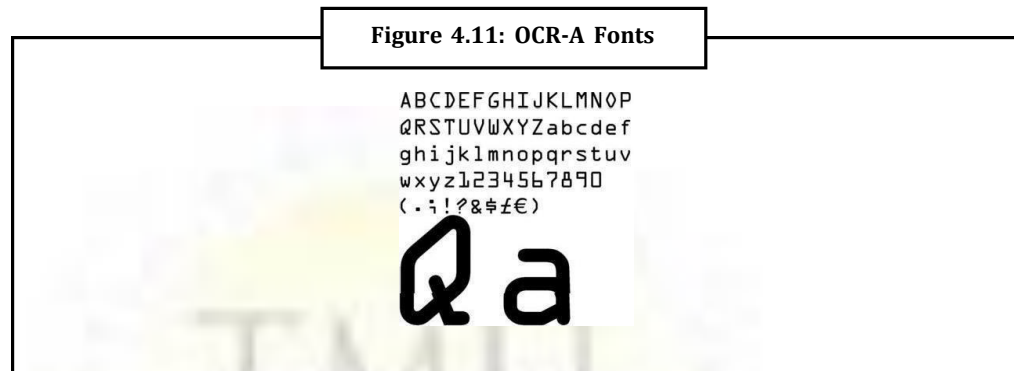 Figure 4.11: OCR-A Fonts
ABCDEFGHIJKLMNOP
QRSTUVWXYZabcdef
ghijklmnopqrstuv
wxyz1234567890
(.;!?&$£€)
Qa